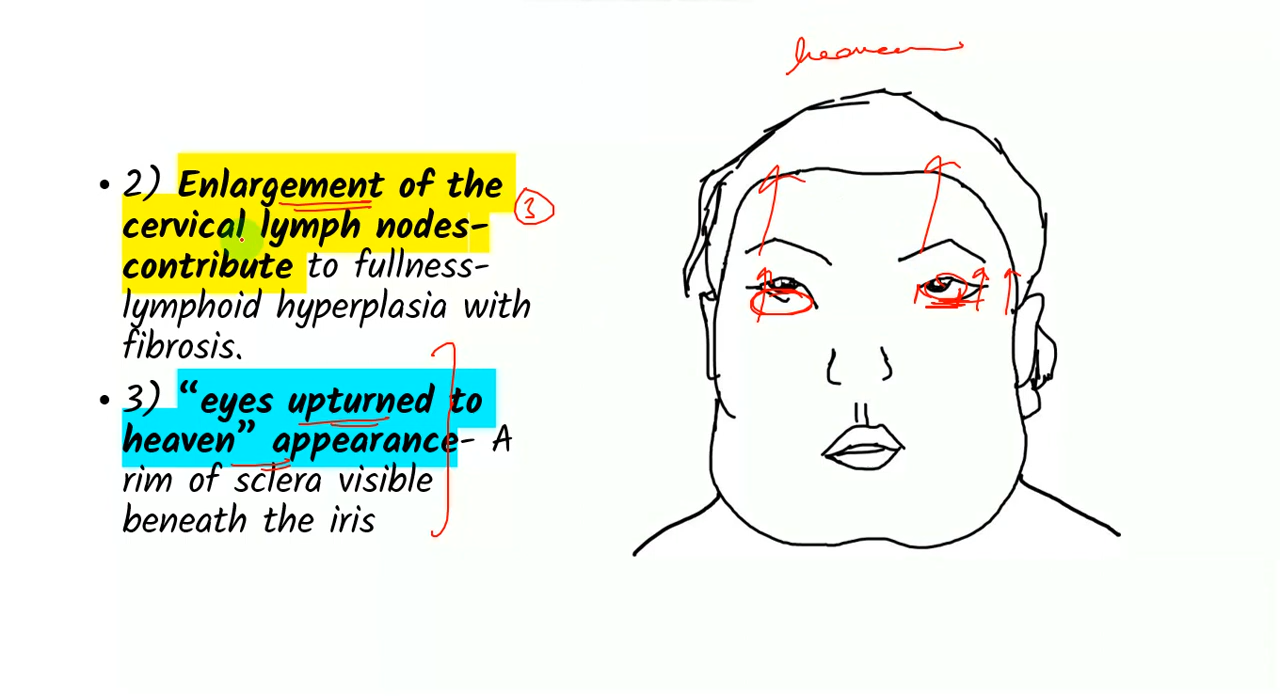 heaven
• 2) Enlargement of the
cervical lymph nodes-
contribute to fullness-
lymphoid hyperplasia with
fibrosis.
3
• 3) “eyes upturned to
heaven” appearance- A
rim of sclera visible
beneath the iris